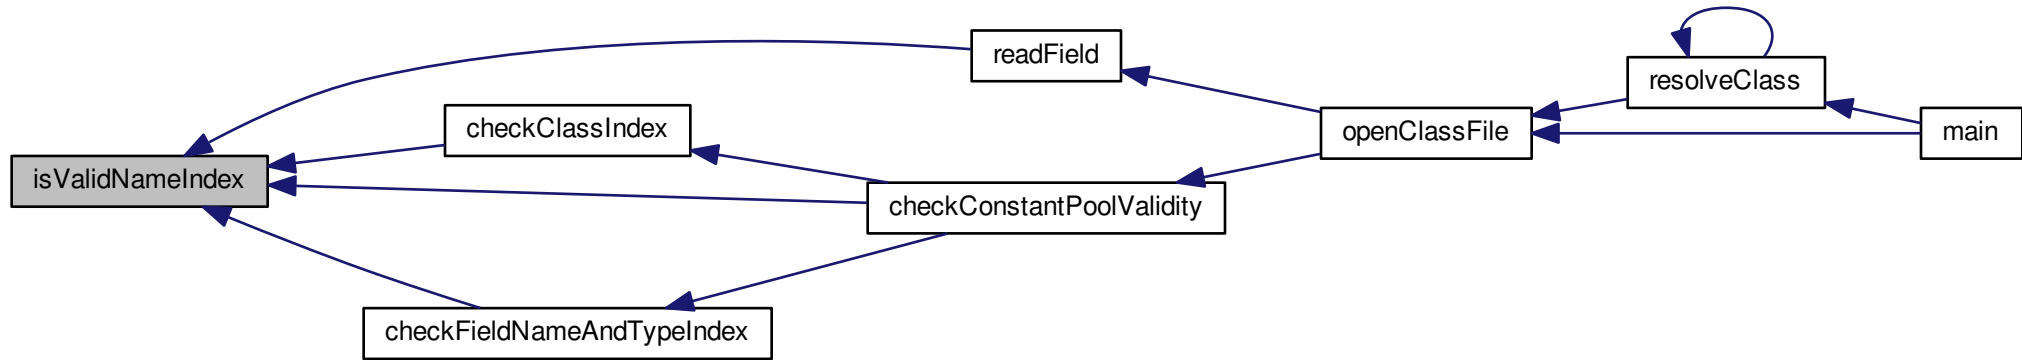 readField
resolveClass
checkClassIndex
openClassFile
main
isValidNameIndex
checkConstantPoolValidity
checkFieldNameAndTypeIndex